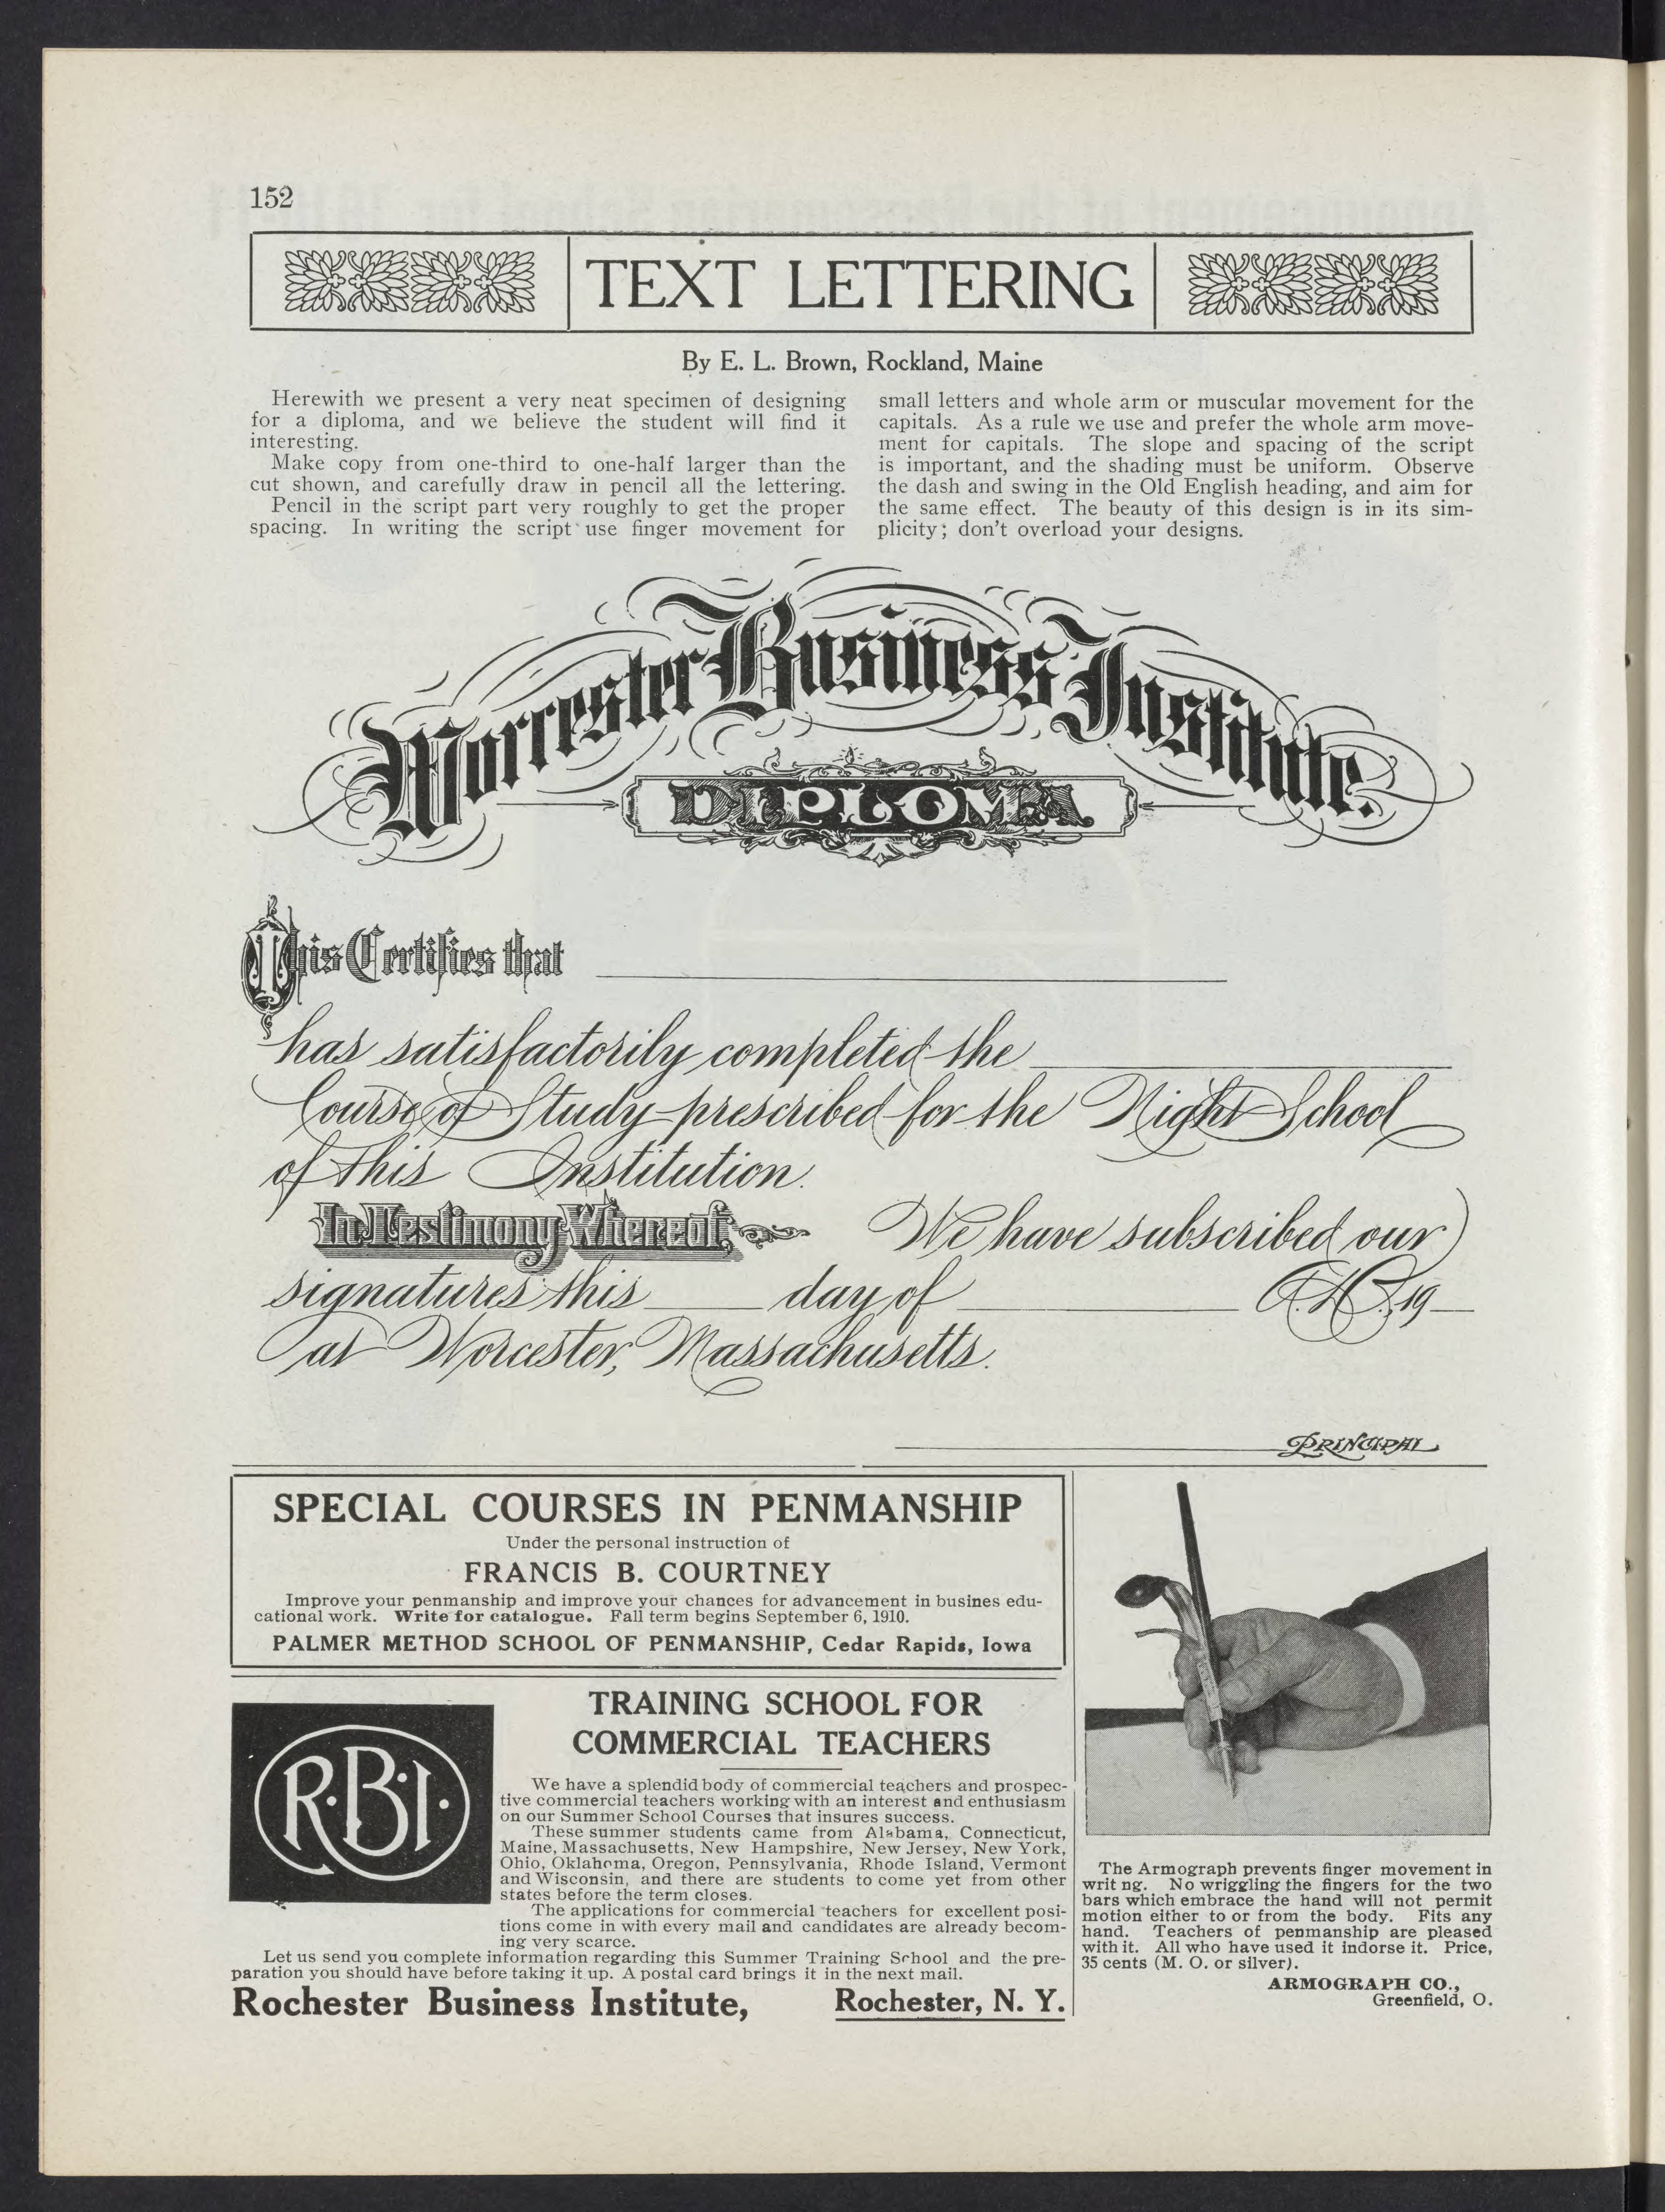 152
TEXT LETTERING
By E. L. Brown, Rockland, Maine
Herewith we present a very neat specimen of designing
for a diploma, and we believe the student will find it
interesting.
Make copy from one-third to one-half larger than the
cut shown, and carefully draw in pencil all the lettering.
Pencil in the script part very roughly to get the proper
spacing. In writing the script use finger movement for
small letters and whole arm or muscular movement for the
capitals. As a rule we use and prefer the whole arm move-
ment for capitals. The slope and spacing of the script
is important, and the shading must be uniform. Observe
the dash and swing in the Old English heading, and aim for
the same effect. The beauty of this design is in its sim-
plicity; don't overload your designs.
Worcester Business Institute.
DIPLOMA
This Certifies that
has satisfactorily completed the
Course of Study prescribed for the Night School
of this Institution.
In Testimony Whereof, We have subscribed our
signatures this day of A.D. 19
at Worcester, Massachusetts.
PRINCIPAL
SPECIAL COURSES IN PENMANSHIP
Under the personal instruction of
FRANCIS B. COURTNEY
Improve your penmanship and improve your chances for advancement in busines edu-
cational work. Write for catalogue. Fall term begins September 6, 1910.
PALMER METHOD SCHOOL OF PENMANSHIP, Cedar Rapids, Iowa
R.B.I.
TRAINING SCHOOL FOR
COMMERCIAL TEACHERS
We have a splendid body of commercial teachers and prospec-
tive commercial teachers working with an interest and enthusiasm
on our Summer School Courses that insures success.
These summer students came from Alabama, Connecticut,
Maine, Massachusetts, New Hampshire, New Jersey, New York,
Ohio, Oklahoma, Oregon, Pennsylvania, Rhode Island, Vermont
and Wisconsin, and there are students to come yet from other
states before the term closes.
The applications for commercial teachers for excellent posi-
tions come in with every mail and candidates are already becom-
ing very scarce.
Let us send you complete information regarding this Summer Training School and the pre-
paration you should have before taking it up. A postal card brings it in the next mail.
Rochester Business Institute, Rochester, N. Y.
The Armograph prevents finger movement in
writ ng. No wriggling the fingers for the two
bars which embrace the hand will not permit
motion either to or from the body. Fits any
hand. Teachers of penmanship are pleased
with it. All who have used it indorse it. Price,
35 cents (M. O. or silver).
ARMOGRAPH CO.,
Greenfield, O.